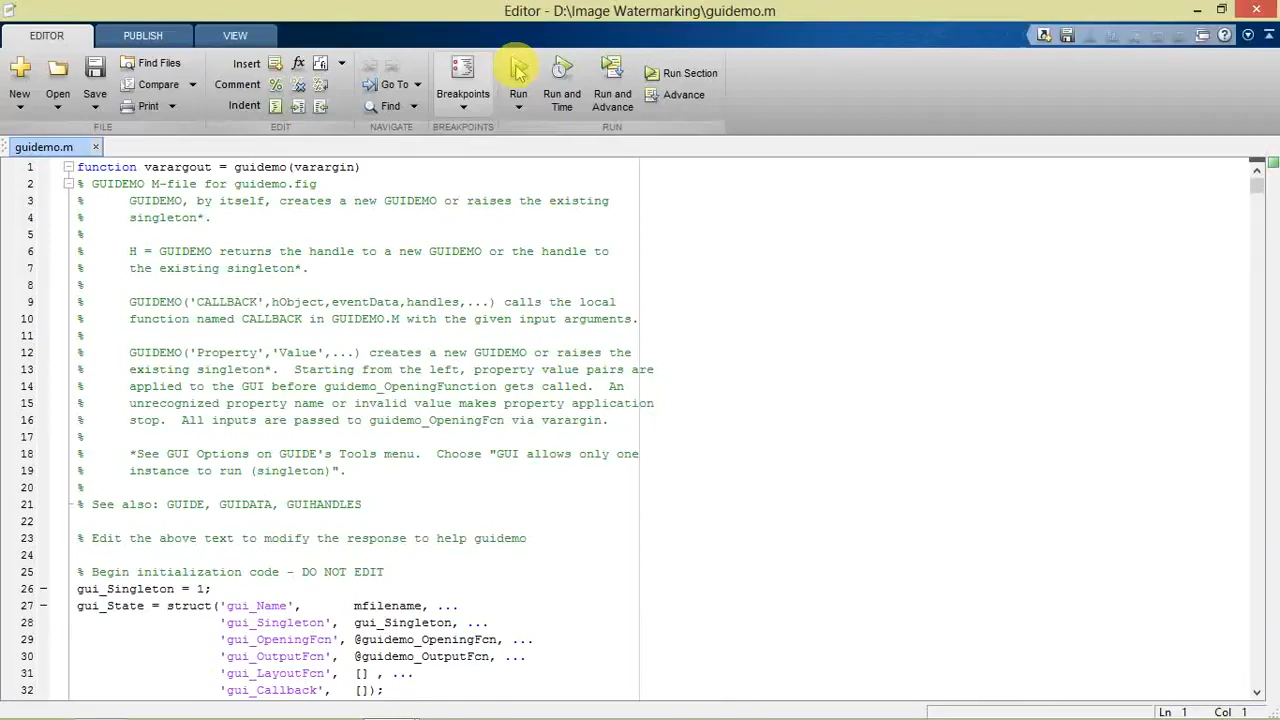 Editor - D:\Image Watermarking\guidemo.m
EDITOR PUBLISH VIEW
New Open Save Find Files Compare Print
FILE
Insert fx
Comment
Indent
EDIT
Go To
Find
NAVIGATE
Breakpoints
BREAKPOINTS
Run Run and Time Run and Advance Run Section Advance
RUN
guidemo.m
1 function varargout = guidemo(varargin)
2 % GUIDEMO M-file for guidemo.fig
3 % GUIDEMO, by itself, creates a new GUIDEMO or raises the existing
4 % singleton*.
5 %
6 % H = GUIDEMO returns the handle to a new GUIDEMO or the handle to
7 % the existing singleton*.
8 %
9 % GUIDEMO('CALLBACK',hObject,eventData,handles,...) calls the local
10 % function named CALLBACK in GUIDEMO.M with the given input arguments.
11 %
12 % GUIDEMO('Property','Value',...) creates a new GUIDEMO or raises the
13 % existing singleton*.  Starting from the left, property value pairs are
14 % applied to the GUI before guidemo_OpeningFunction gets called.  An
15 % unrecognized property name or invalid value makes property application
16 % stop.  All inputs are passed to guidemo_OpeningFcn via varargin.
17 %
18 % *See GUI Options on GUIDE's Tools menu.  Choose "GUI allows only one
19 % instance to run (singleton)".
20 %
21 % See also: GUIDE, GUIDATA, GUIHANDLES
22
23 % Edit the above text to modify the response to help guidemo
24
25 % Begin initialization code - DO NOT EDIT
26 gui_Singleton = 1;
27 gui_State = struct('gui_Name', mfilename, ...
28 'gui_Singleton', gui_Singleton, ...
29 'gui_OpeningFcn', @guidemo_OpeningFcn, ...
30 'gui_OutputFcn', @guidemo_OutputFcn, ...
31 'gui_LayoutFcn', [] , ...
32 'gui_Callback', []);
Ln 1 Col 1